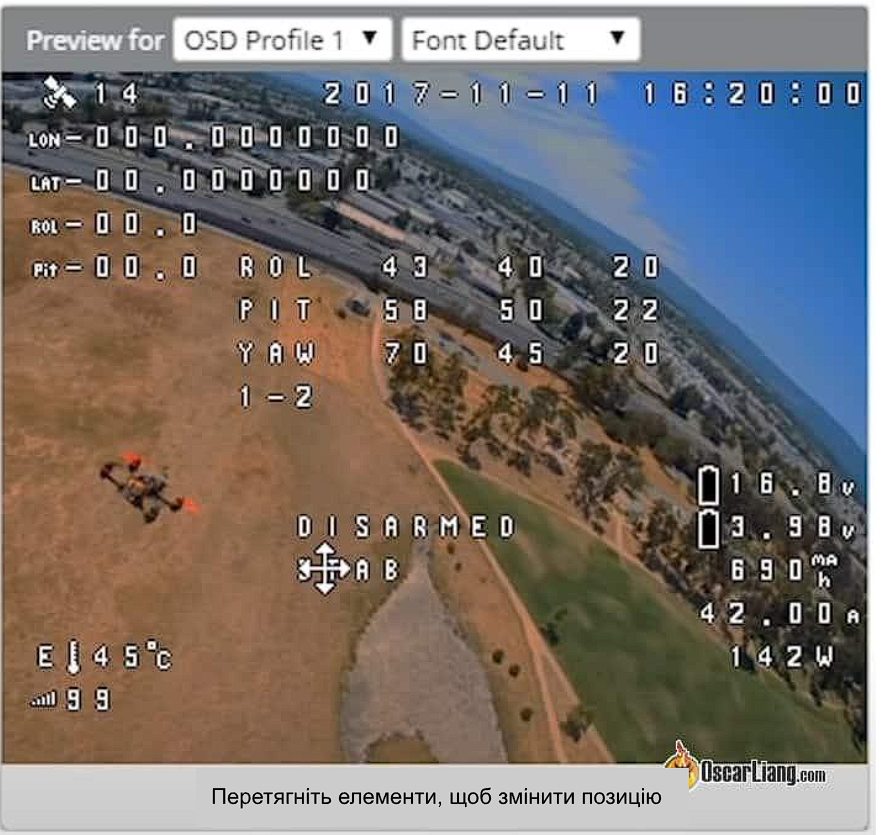 Preview for OSD Profile 1 ▼ Font Default ▼
14 2017-11-11 16:20:00
LON-000.0000000
LAT-00.0000000
ROL-00.0
Pit-00.0 ROL 43 40 20
PIT 58 50 22
YAW 70 45 20
1-2
16.8V
DISARMED 3.98V
AB 690mAh
42.00A
E 45°C 142W
99
OscarLiang.com
Перетягніть елементи, щоб змінити позицію